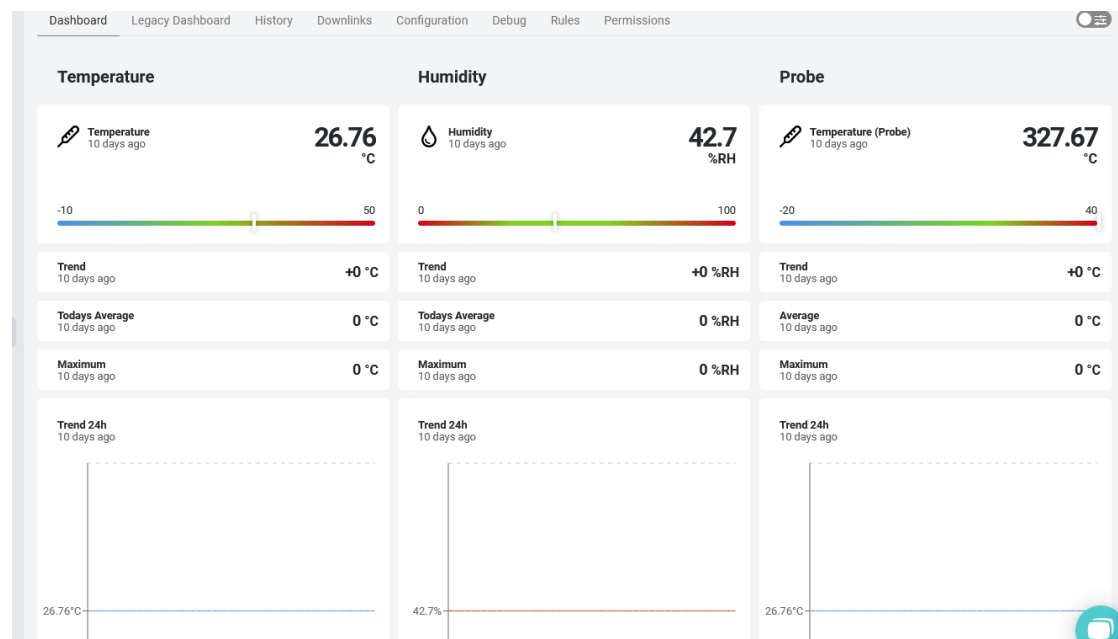 Dashboard Legacy Dashboard History Downlinks Configuration Debug Rules Permissions
Temperature
Temperature
10 days ago
26.76
°C
-10 50
Trend
10 days ago
+0 °C
Todays Average
10 days ago
0 °C
Maximum
10 days ago
0 °C
Trend 24h
10 days ago
26.76°C
Humidity
Humidity
10 days ago
42.7
%RH
0 100
Trend
10 days ago
+0 %RH
Todays Average
10 days ago
0 %RH
Maximum
10 days ago
0 %RH
Trend 24h
10 days ago
42.7%
Probe
Temperature (Probe)
10 days ago
327.67
°C
-20 40
Trend
10 days ago
+0 °C
Average
10 days ago
0 °C
Maximum
10 days ago
0 °C
Trend 24h
10 days ago
26.76°C